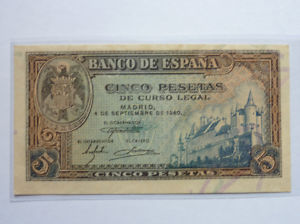 BANCO DE ESPAÑA
CINCO PESETAS
DE CURSO LEGAL
MADRID,
4 DE SEPTIEMBRE DE 1940
EL GOBERNADOR
EL INTERVENTOR EL CAJERO
5 5
CINCO PESETAS